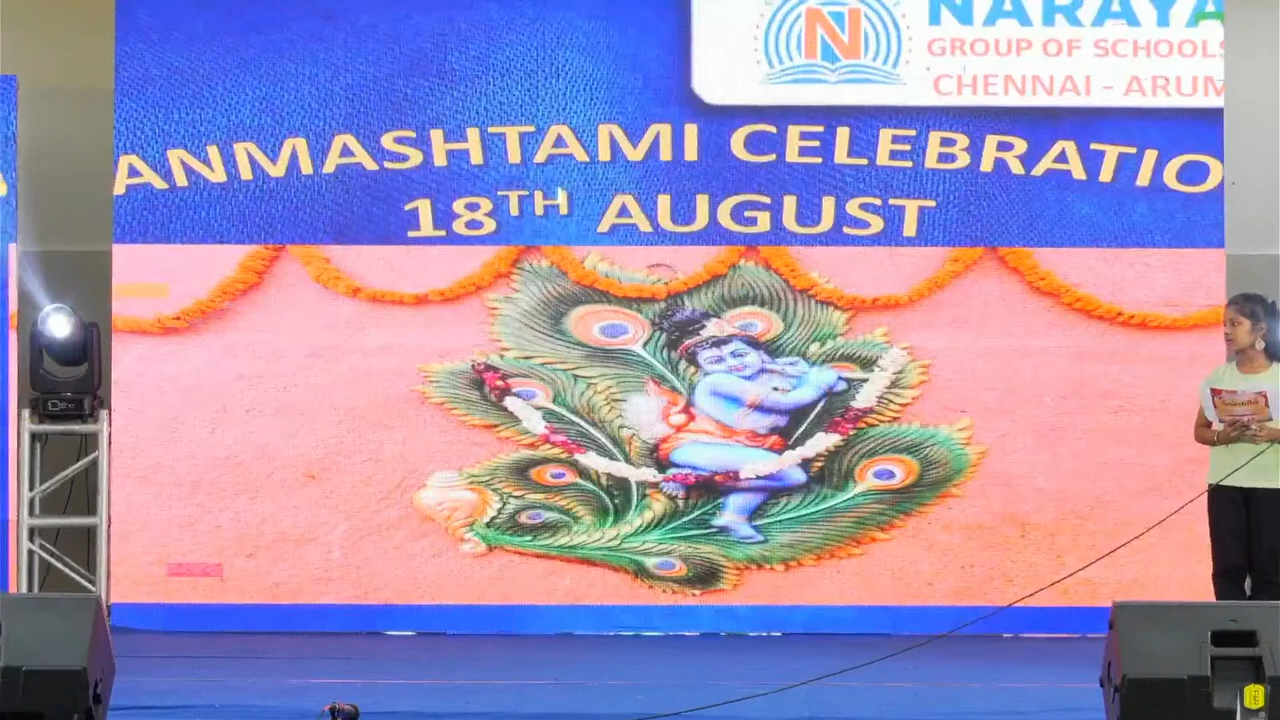 N
NARAYA
GROUP OF SCHOOLS
CHENNAI - ARUM
ANMASHTAMI CELEBRATIO
18TH AUGUST